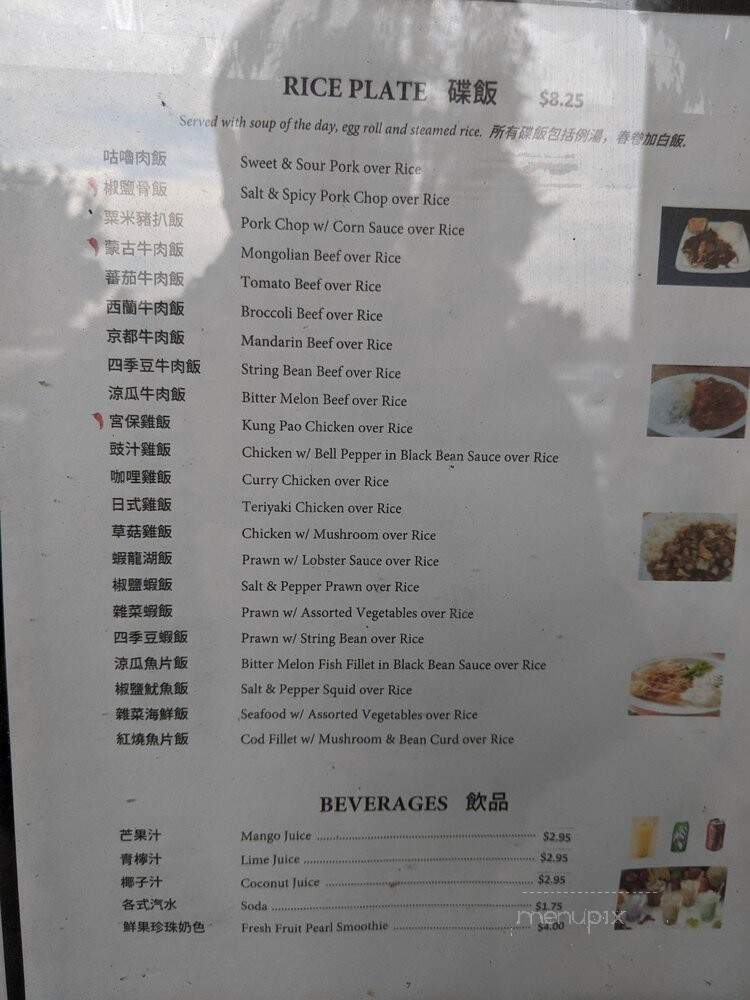 RICE PLATE 碟飯 $8.25
Served with soup of the day, egg roll and steamed rice. 所有碟飯包括例湯，春卷加白飯.
咕嚕肉飯 Sweet & Sour Pork over Rice
椒鹽骨飯 Salt & Spicy Pork Chop over Rice
粟米豬扒飯 Pork Chop w/ Corn Sauce over Rice
蒙古牛肉飯 Mongolian Beef over Rice
蕃茄牛肉飯 Tomato Beef over Rice
西蘭牛肉飯 Broccoli Beef over Rice
京都牛肉飯 Mandarin Beef over Rice
四季豆牛肉飯 String Bean Beef over Rice
涼瓜牛肉飯 Bitter Melon Beef over Rice
宮保雞飯 Kung Pao Chicken over Rice
豉汁雞飯 Chicken w/ Bell Pepper in Black Bean Sauce over Rice
咖哩雞飯 Curry Chicken over Rice
日式雞飯 Teriyaki Chicken over Rice
草菇雞飯 Chicken w/ Mushroom over Rice
蝦龍湖飯 Prawn w/ Lobster Sauce over Rice
椒鹽蝦飯 Salt & Pepper Prawn over Rice
雜菜蝦飯 Prawn w/ Assorted Vegetables over Rice
四季豆蝦飯 Prawn w/ String Bean over Rice
涼瓜魚片飯 Bitter Melon Fish Fillet in Black Bean Sauce over Rice
椒鹽魷魚飯 Salt & Pepper Squid over Rice
雜菜海鮮飯 Seafood w/ Assorted Vegetables over Rice
紅燒魚片飯 Cod Fillet w/ Mushroom & Bean Curd over Rice
BEVERAGES 飲品
芒果汁 Mango Juice $2.95
青檸汁 Lime Juice $2.95
椰子汁 Coconut Juice $2.95
各式汽水 Soda $1.75
鮮果珍珠奶色 Fresh Fruit Pearl Smoothie $4.00
menupix